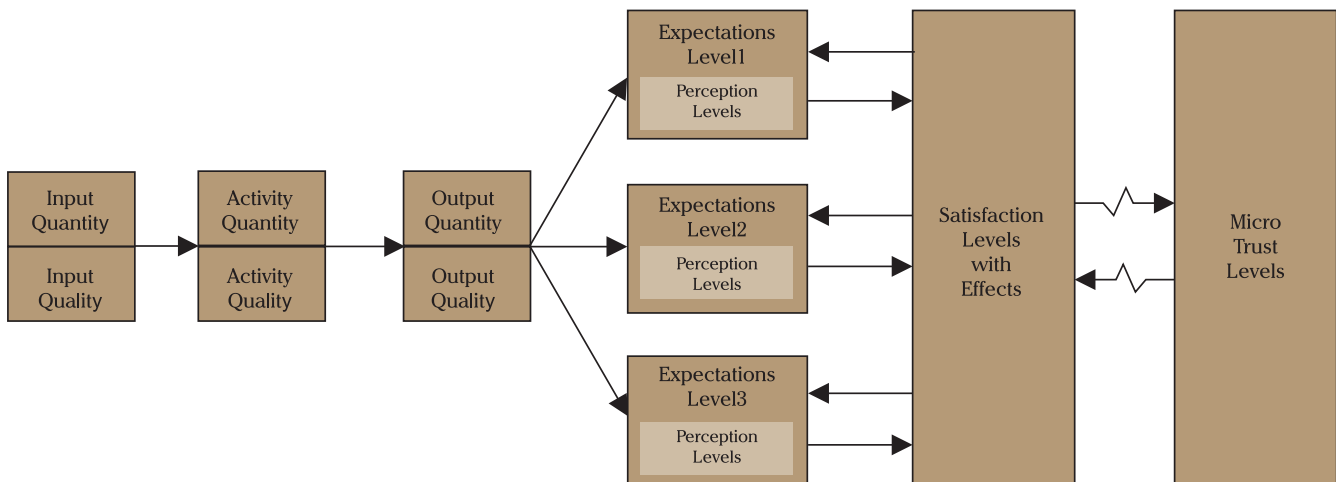 Input
Quantity
Input
Quality
Activity
Quantity
Activity
Quality
Output
Quantity
Output
Quality
Expectations
Level1
Perception
Levels
Expectations
Level2
Perception
Levels
Expectations
Level3
Perception
Levels
Satisfaction
Levels
with
Effects
Micro
Trust
Levels